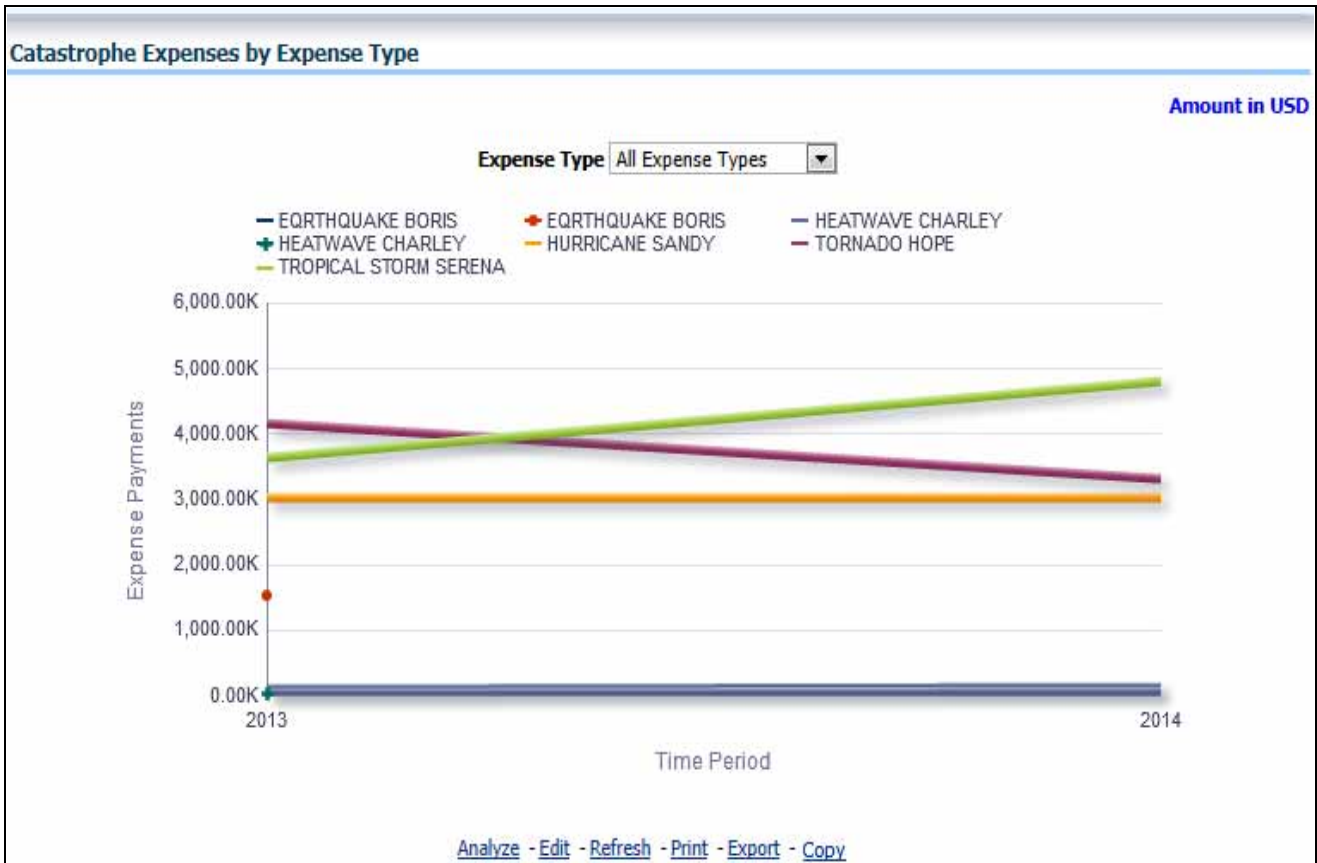 Catastrophe Expenses by Expense Type
Amount in USD
Expense Type All Expense Types
EQRTHQUAKE BORIS EQRTHQUAKE BORIS HEATWAVE CHARLEY
HEATWAVE CHARLEY HURRICANE SANDY TORNADO HOPE
TROPICAL STORM SERENA
6,000.00K
5,000.00K
4,000.00K
3,000.00K
2,000.00K
1,000.00K
0.00K
Expense Payments
2013 2014
Time Period
Analyze - Edit - Refresh - Print - Export - Copy